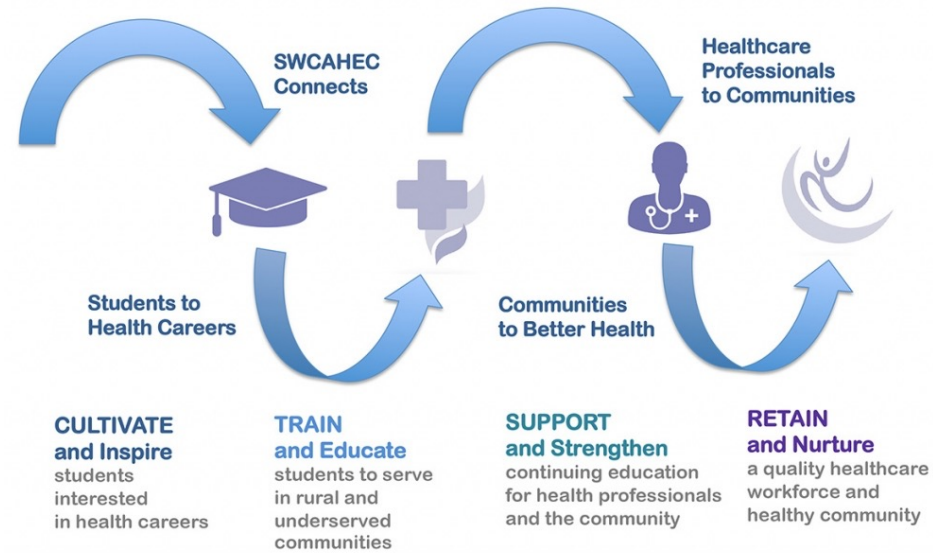 SWCAHEC
Connects
Healthcare
Professionals
to Communities
Students to
Health Careers
Communities
to Better Health
CULTIVATE
and Inspire
students
interested
in health careers
TRAIN
and Educate
students to serve
in rural and
underserved
communities
SUPPORT
and Strengthen
continuing education
for health professionals
and the community
RETAIN
and Nurture
a quality healthcare
workforce and
healthy community